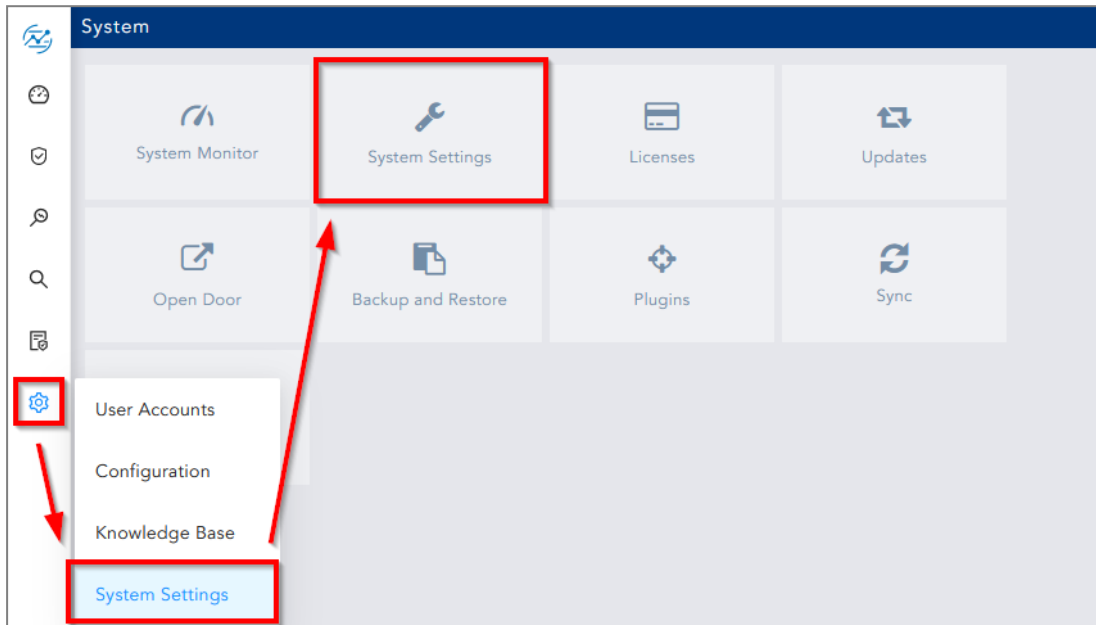 System
System Monitor
System Settings
Licenses
Updates
Open Door
Backup and Restore
Plugins
Sync
User Accounts
Configuration
Knowledge Base
System Settings